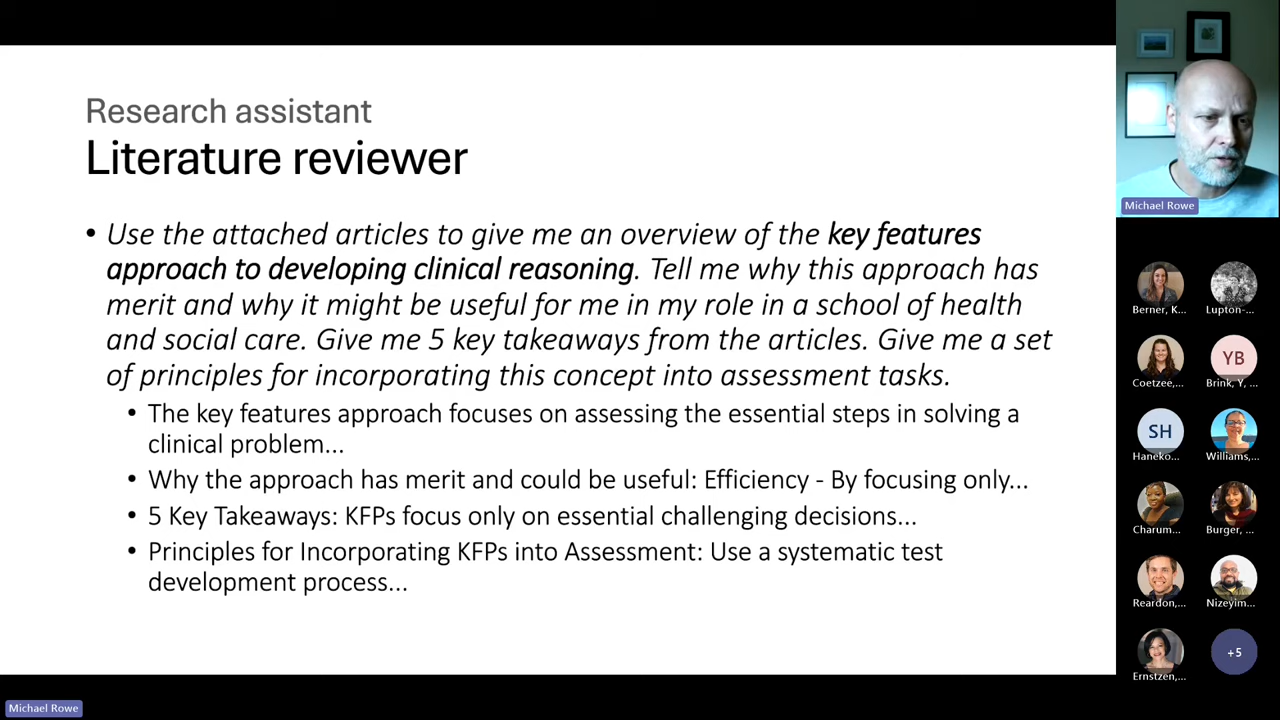 Research assistant
Literature reviewer
• Use the attached articles to give me an overview of the key features
approach to developing clinical reasoning. Tell me why this approach has
merit and why it might be useful for me in my role in a school of health
and social care. Give me 5 key takeaways from the articles. Give me a set
of principles for incorporating this concept into assessment tasks.
• The key features approach focuses on assessing the essential steps in solving a
clinical problem...
• Why the approach has merit and could be useful: Efficiency - By focusing only...
• 5 Key Takeaways: KFPs focus only on essential challenging decisions...
• Principles for Incorporating KFPs into Assessment: Use a systematic test
development process...
Michael Rowe
Berner, K...
Lupton-...
Coetzee,...
YB
Brink, Y, ...
SH
Haneko...
Williams,...
Charum...
Burger, ...
Reardon,...
Nizeyim...
Ernstzen,...
+5
Michael Rowe